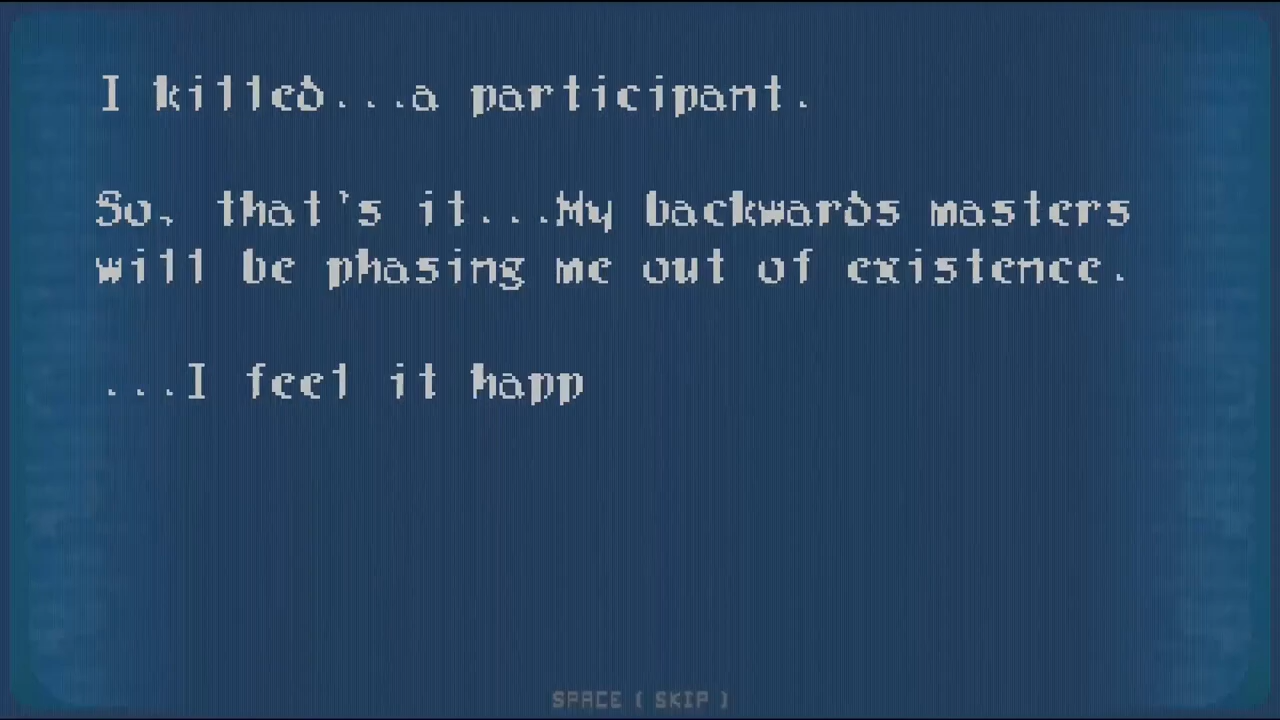 I killed...a participant.
So, that's it...My backwards masters
will be phasing me out of existence.
...I feel it happ
SPACE ( SKIP )